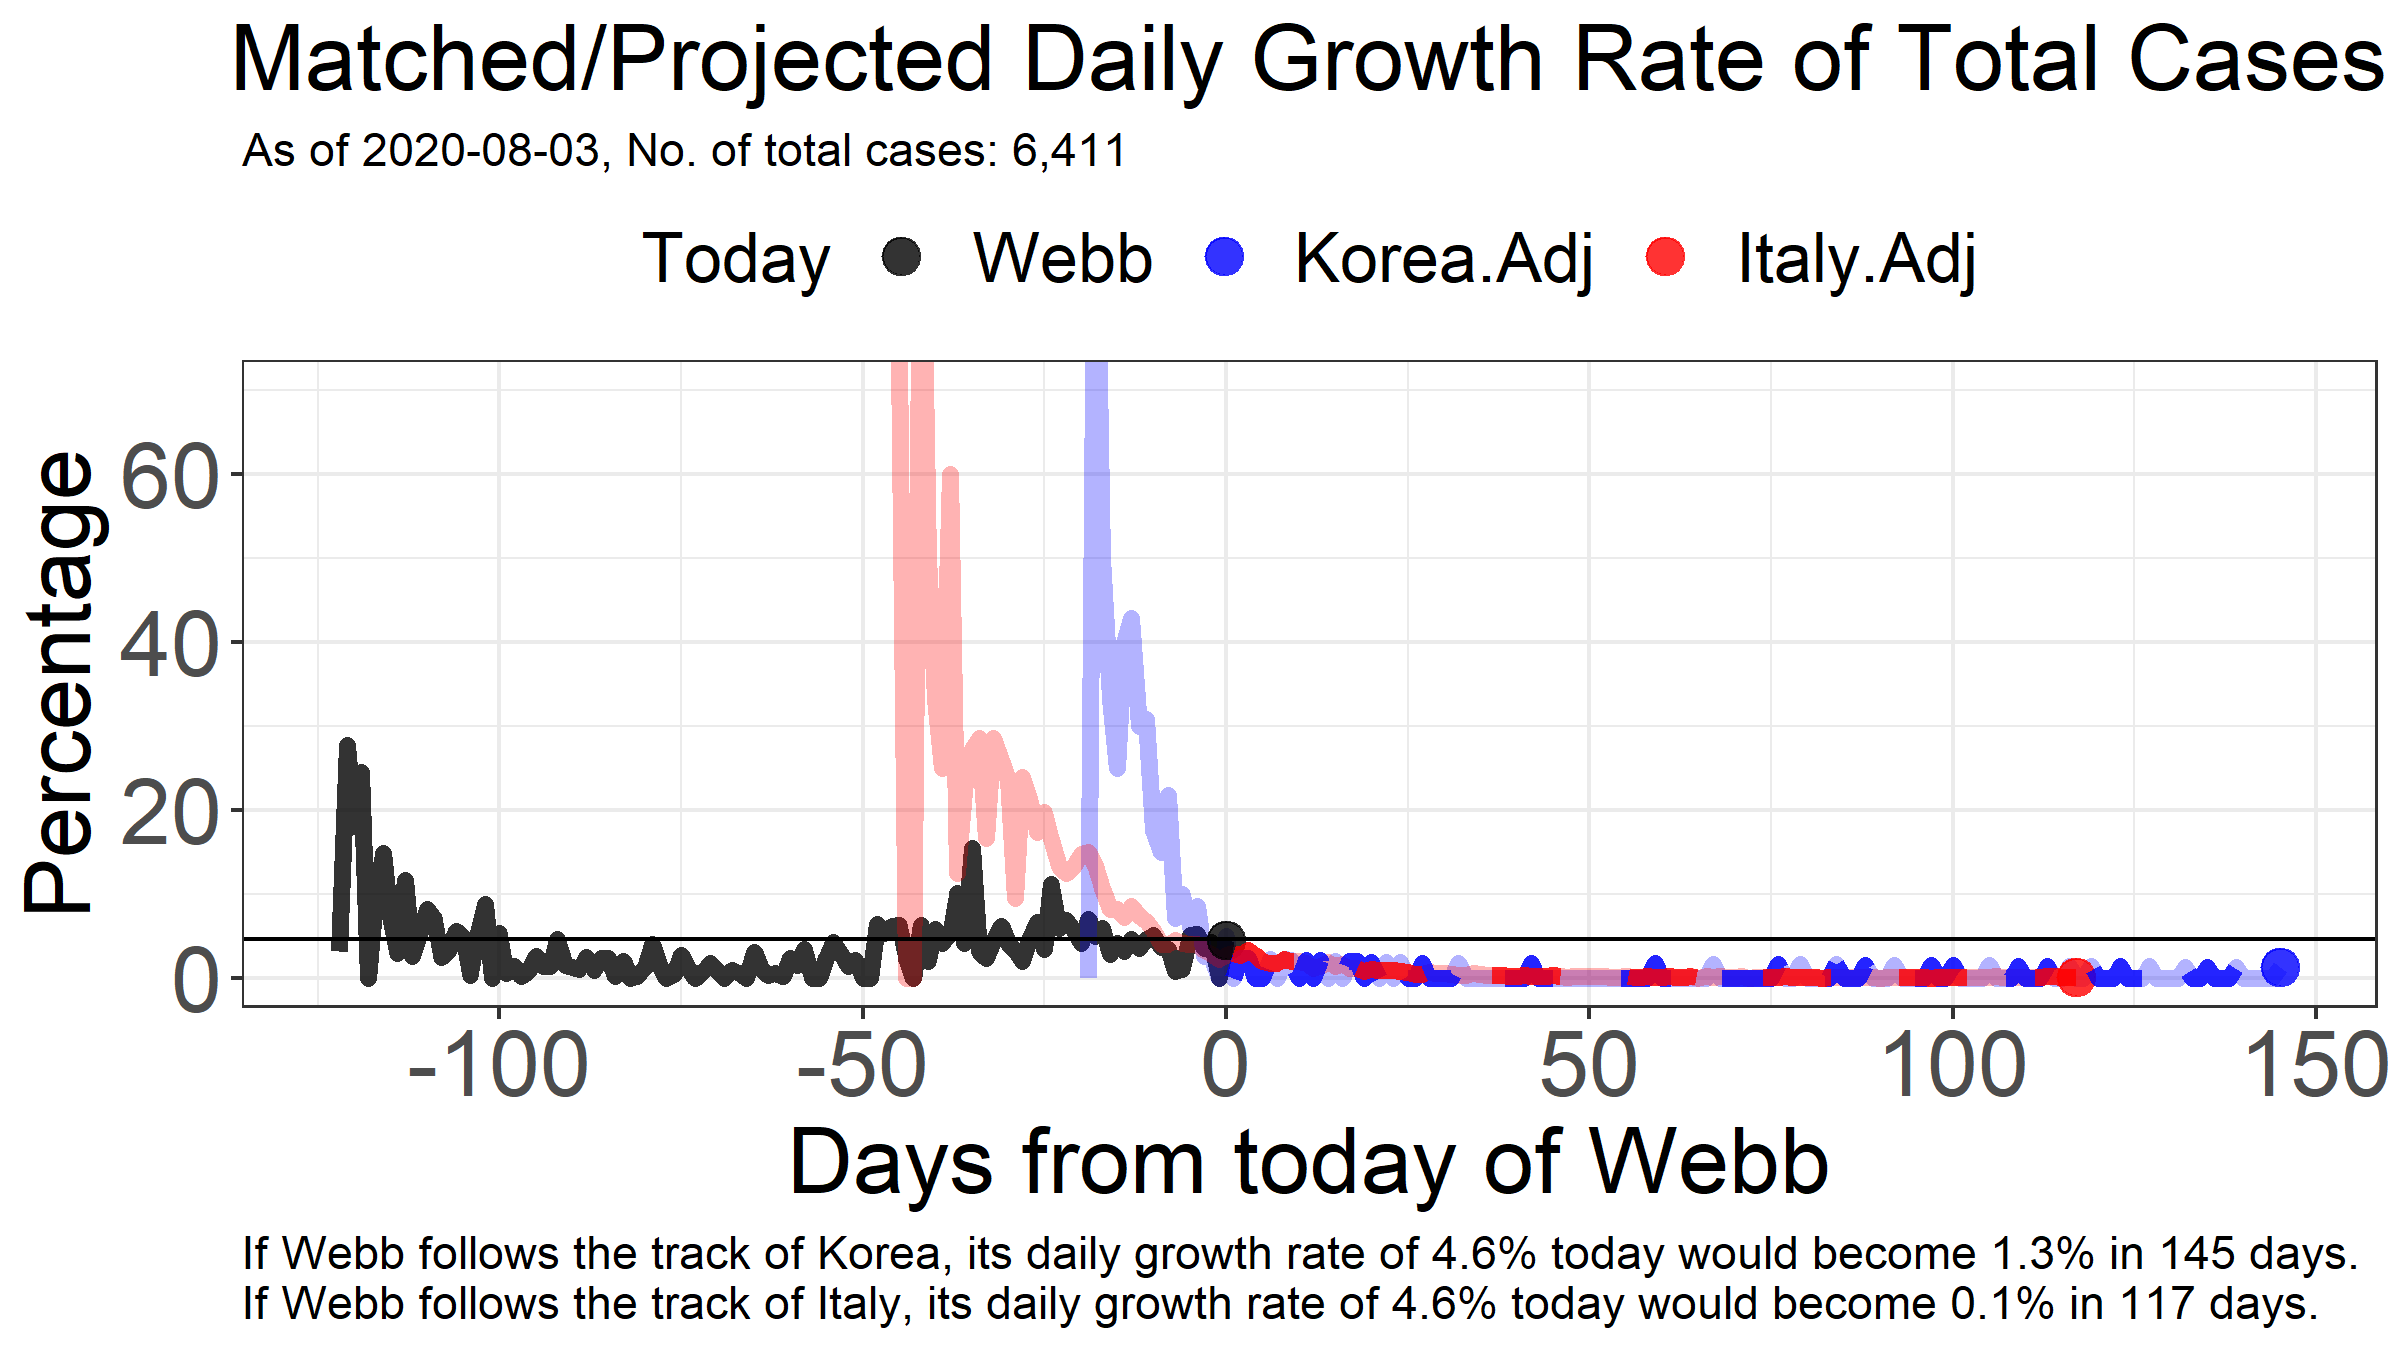 Matched/Projected Daily Growth Rate of Total Cases
As of 2020-08-03, No. of total cases: 6,411
Today Webb Korea.Adj Italy.Adj
Percentage
60
40
20
0
-100 -50 0 50 100 150
Days from today of Webb
If Webb follows the track of Korea, its daily growth rate of 4.6% today would become 1.3% in 145 days.
If Webb follows the track of Italy, its daily growth rate of 4.6% today would become 0.1% in 117 days.